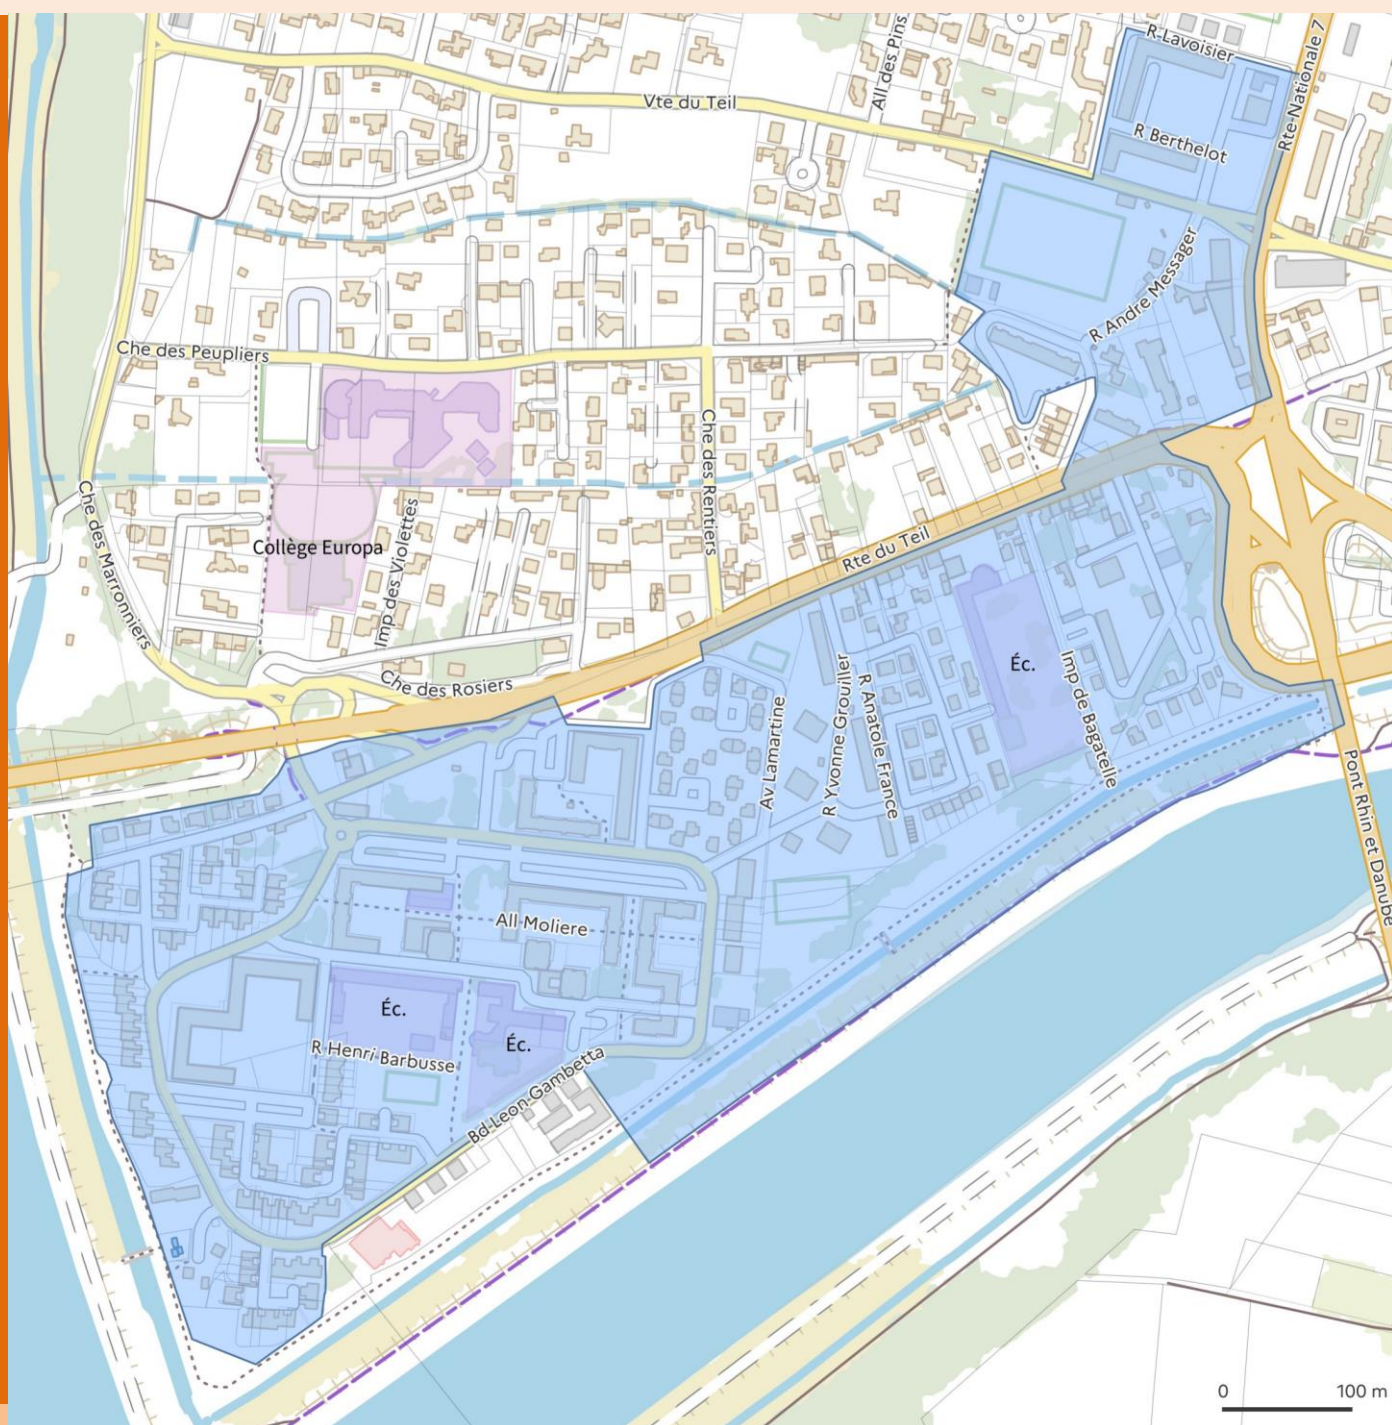 R Lavoisier
All des Pins
Rte Nationale 7
Vte du Teil
R Berthelot
R Andre Messager
Che des Peupliers
Che des Rentiers
Che des Marronniers
Collège Europa
Imp des Violettes
Rte du Teil
Che des Rosiers
Éc.
Imp de Bagatelle
R Yvonne Grouiller
R Anatole France
Av Lamartine
Pont Rhin et Danube
All Moliere
Éc.
Éc.
R Henri Barbusse
Bd Leon Gambetta
0 100 m